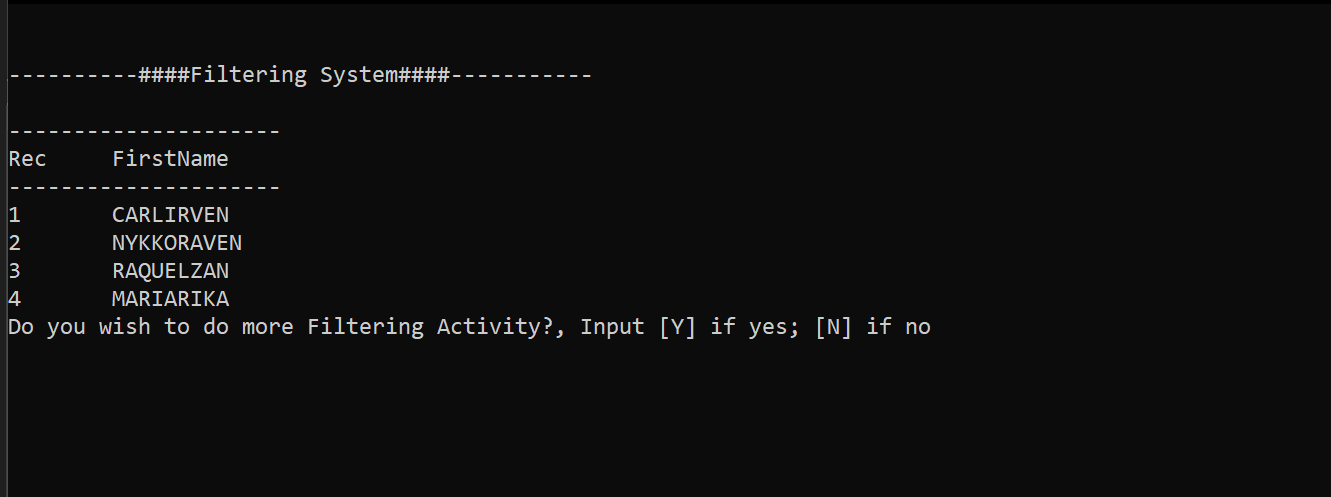 ----------####Filtering System####-----------
---------------------
Rec     FirstName
---------------------
1       CARLIRVEN
2       NYKKORAVEN
3       RAQUELZAN
4       MARIARIKA
Do you wish to do more Filtering Activity?, Input [Y] if yes; [N] if no